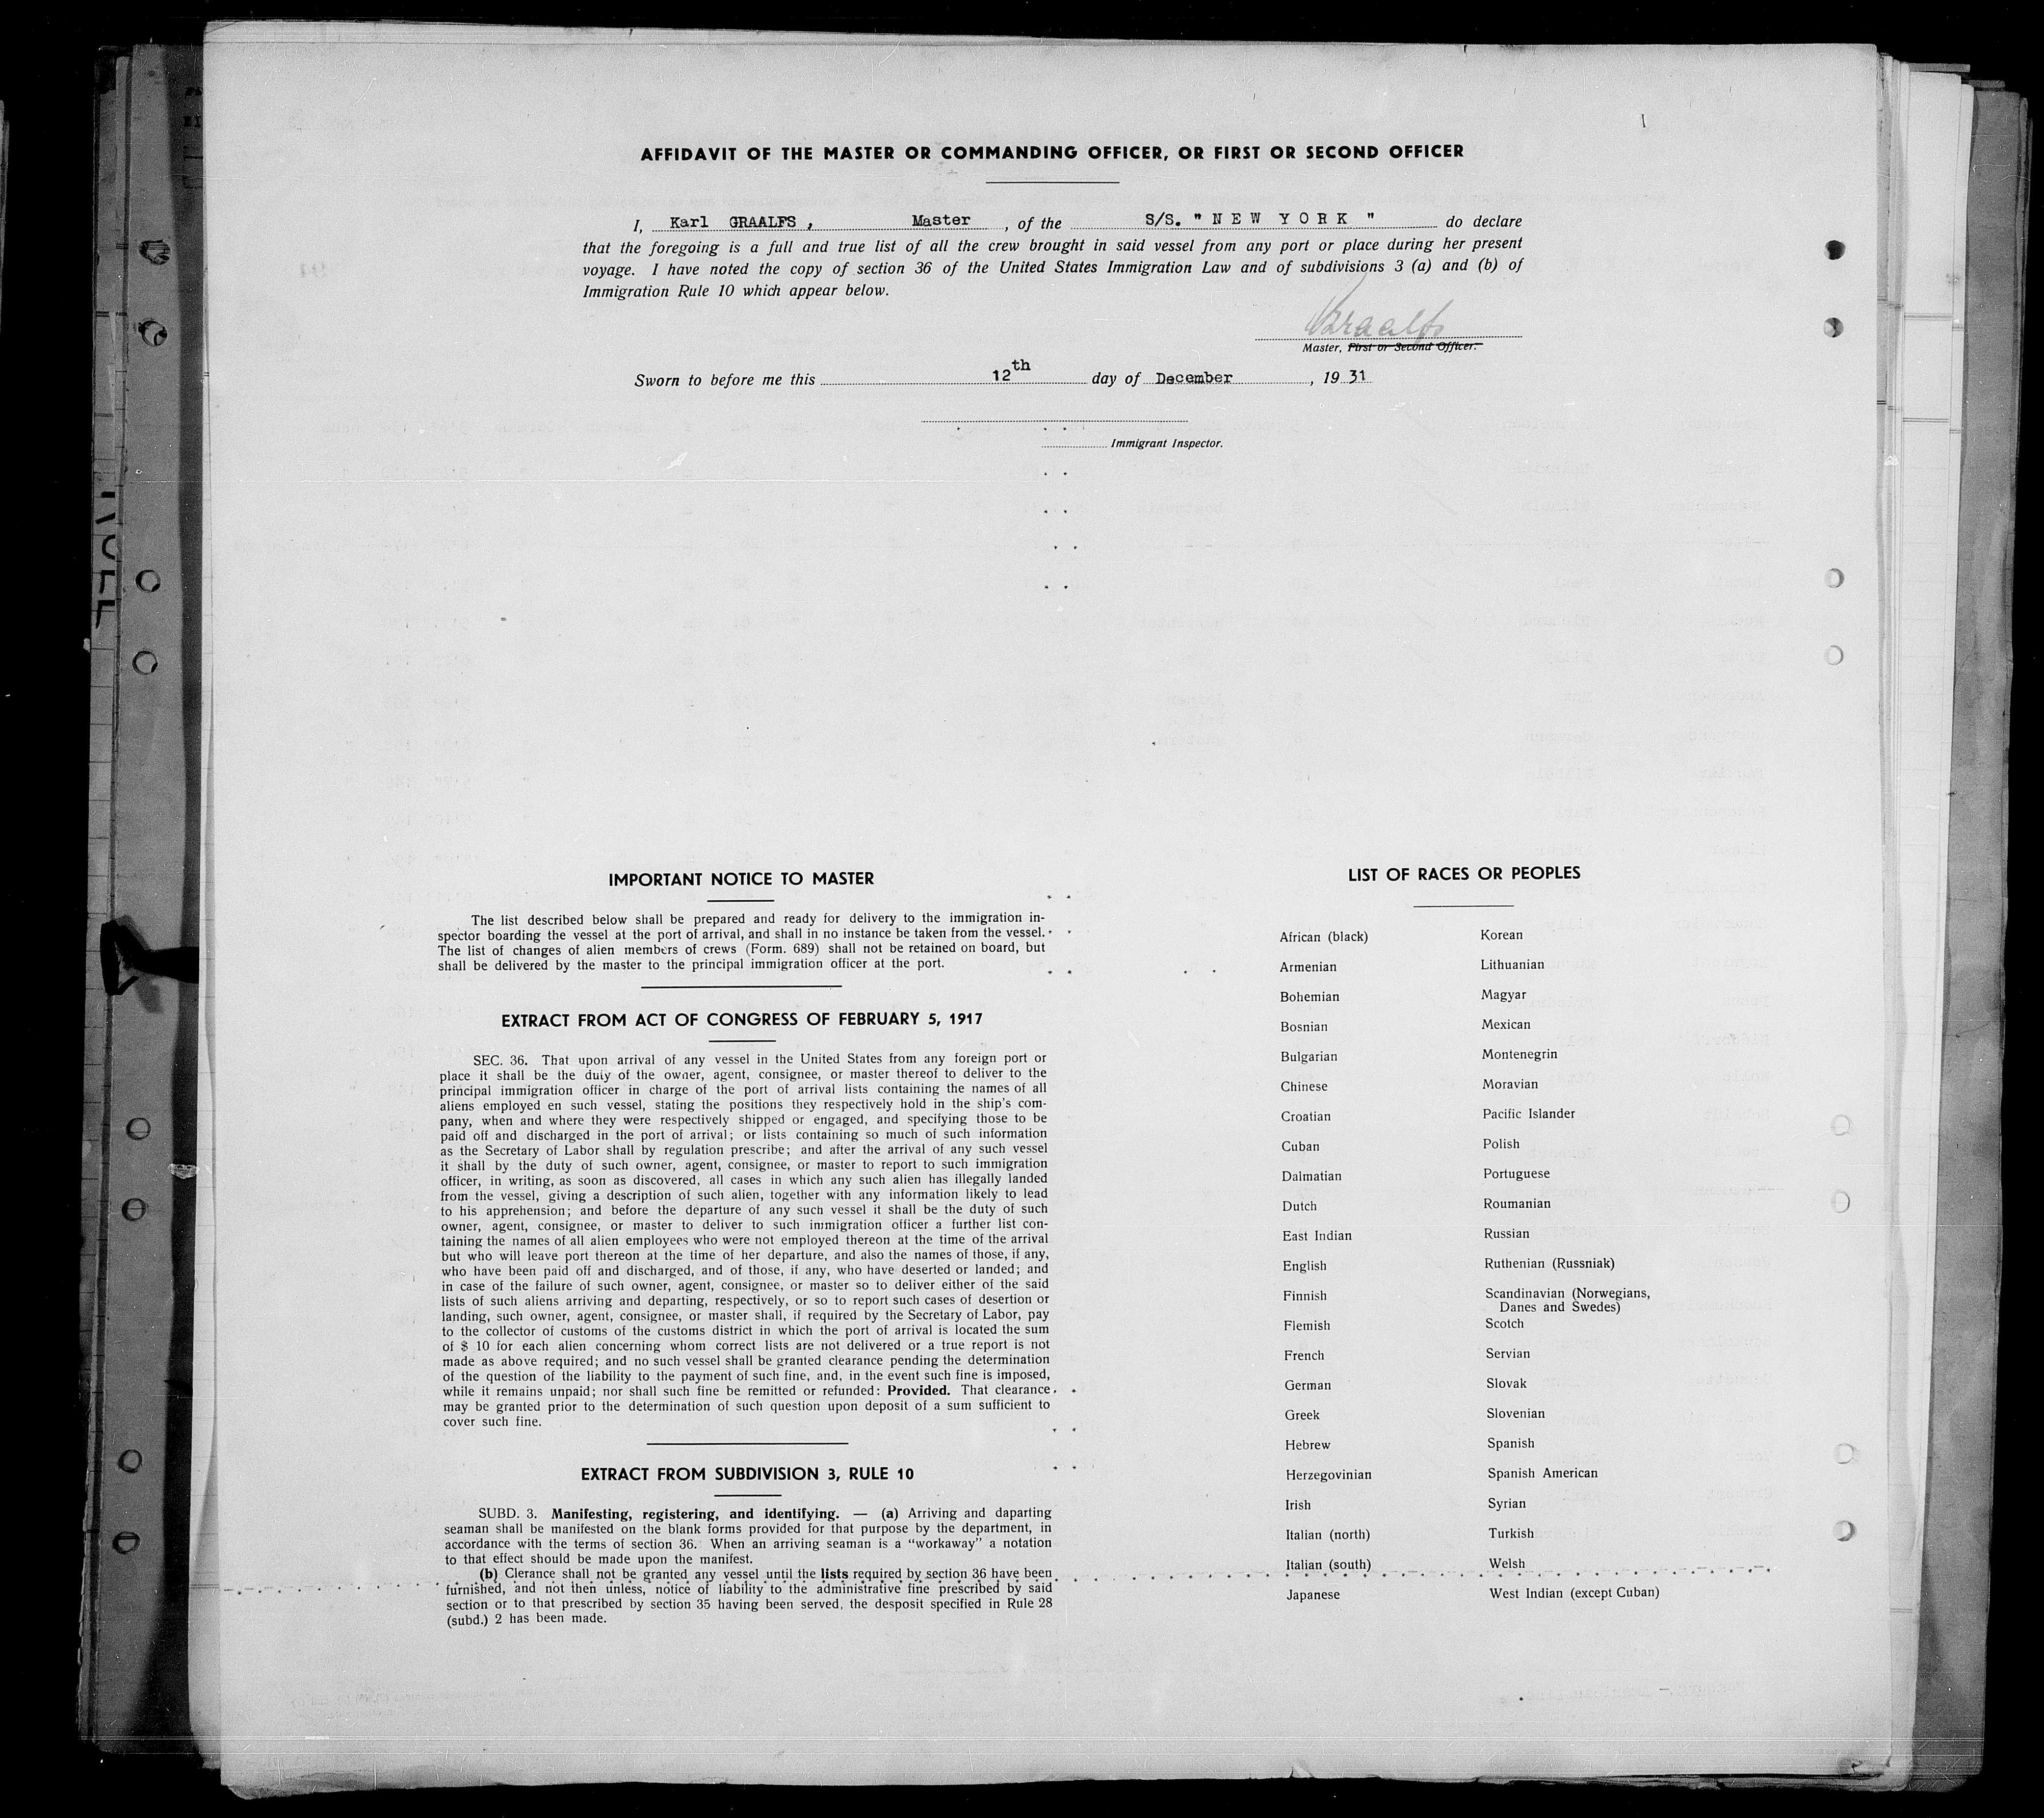 AFFIDAVIT OF THE MASTER OR COMMANDING OFFICER, OR FIRST OR SECOND OFFICER
I, Karl GRAALFS, Master, of the S/S. "NEW YORK" do declare
that the foregoing is a full and true list of all the crew brought in said vessel from any port or place during her present
voyage. I have noted the copy of section 36 of the United States Immigration Law and of subdivisions 3 (a) and (b) of
Immigration Rule 10 which appear below.
Graalfs
Master, First or Second Officer.
Sworn to before me this 12th day of December, 1931
Immigrant Inspector.
IMPORTANT NOTICE TO MASTER
The list described below shall be prepared and ready for delivery to the immigration in-
spector boarding the vessel at the port of arrival, and shall in no instance be taken from the vessel.
The list of changes of alien members of crews (Form. 689) shall not be retained on board, but
shall be delivered by the master to the principal immigration officer at the port.
EXTRACT FROM ACT OF CONGRESS OF FEBRUARY 5, 1917
SEC. 36. That upon arrival of any vessel in the United States from any foreign port or
place it shall be the duty of the owner, agent, consignee, or master thereof to deliver to the
principal immigration officer in charge of the port of arrival lists containing the names of all
aliens employed en such vessel, stating the positions they respectively hold in the ship's com-
pany, when and where they were respectively shipped or engaged, and specifying those to be
paid off and discharged in the port of arrival; or lists containing so much of such information
as the Secretary of Labor shall by regulation prescribe; and after the arrival of any such vessel
it shall by the duty of such owner, agent, consignee, or master to report to such immigration
officer, in writing, as soon as discovered, all cases in which any such alien has illegally landed
from the vessel, giving a description of such alien, together with any information likely to lead
to his apprehension; and before the departure of any such vessel it shall be the duty of such
owner, agent, consignee, or master to deliver to such immigration officer a further list con-
taining the names of all alien employees who were not employed thereon at the time of the arrival
but who will leave port thereon at the time of her departure, and also the names of those, if any,
who have been paid off and discharged, and of those, if any, who have deserted or landed; and
in case of the failure of such owner, agent, consignee, or master so to deliver either of the said
lists of such aliens arriving and departing, respectively, or so to report such cases of desertion or
landing, such owner, agent, consignee, or master shall, if required by the Secretary of Labor, pay
to the collector of customs of the customs district in which the port of arrival is located the sum
of $ 10 for each alien concerning whom correct lists are not delivered or a true report is not
made as above required; and no such vessel shall be granted clearance pending the determination
of the question of the liability to the payment of such fine, and, in the event such fine is imposed,
while it remains unpaid; nor shall such fine be remitted or refunded: Provided. That clearance
may be granted prior to the determination of such question upon deposit of a sum sufficient to
cover such fine.
EXTRACT FROM SUBDIVISION 3, RULE 10
SUBD. 3. Manifesting, registering, and identifying. — (a) Arriving and daparting
seaman shall be manifested on the blank forms provided for that purpose by the department, in
accordance with the terms of section 36. When an arriving seaman is a "workaway" a notation
to that effect should be made upon the manifest.
(b) Clerance shall not be granted any vessel until the lists required by section 36 have been
furnished, and not then unless, notice of liability to the administrative fine prescribed by said
section or to that prescribed by section 35 having been served, the desposit specified in Rule 28
(subd.) 2 has been made.
LIST OF RACES OR PEOPLES
African (black)
Armenian
Bohemian
Bosnian
Bulgarian
Chinese
Croatian
Cuban
Dalmatian
Dutch
East Indian
English
Finnish
Flemish
French
German
Greek
Hebrew
Herzegovinian
Irish
Italian (north)
Italian (south)
Japanese
Korean
Lithuanian
Magyar
Mexican
Montenegrin
Moravian
Pacific Islander
Polish
Portuguese
Roumanian
Russian
Ruthenian (Russniak)
Scandinavian (Norwegians,
Danes and Swedes)
Scotch
Servian
Slovak
Slovenian
Spanish
Spanish American
Syrian
Turkish
Welsh
West Indian (except Cuban)